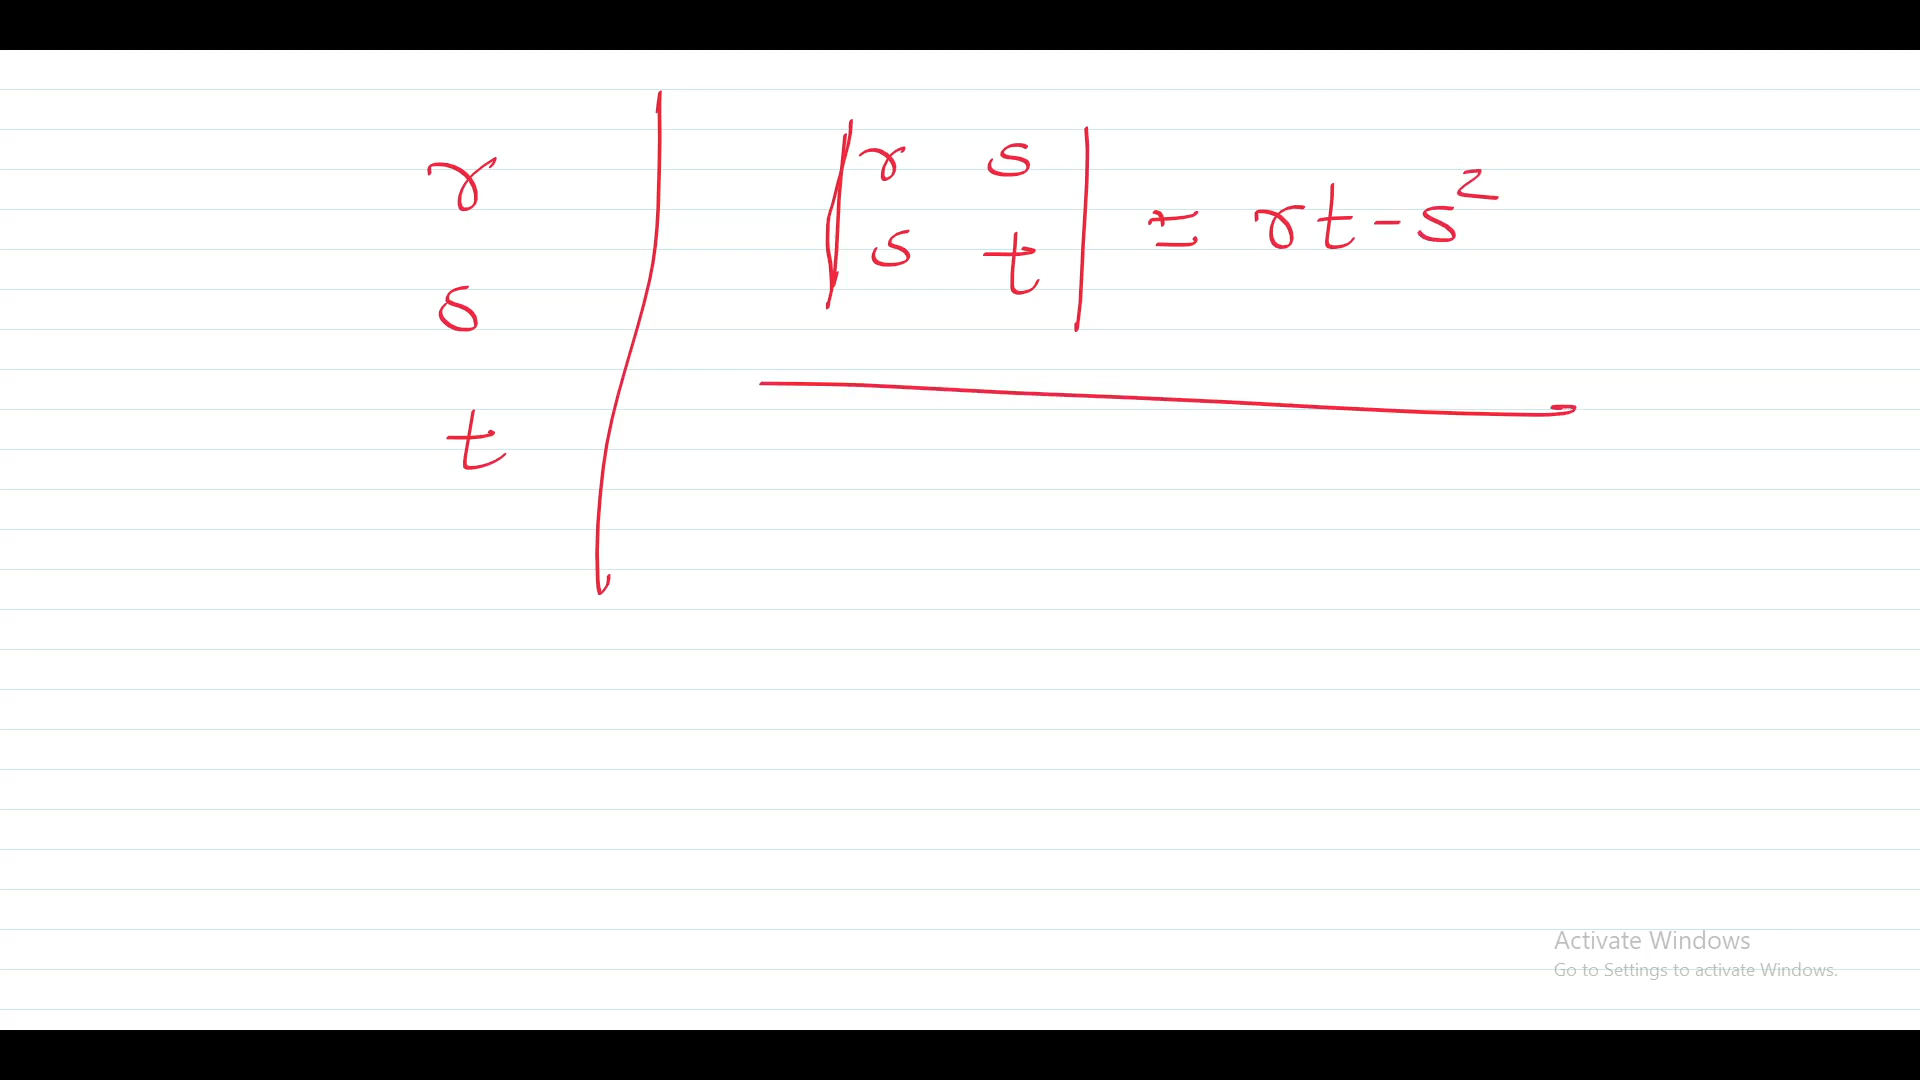 r
s
t
| r s |
| s t | = rt - s²
Activate Windows
Go to Settings to activate Windows.